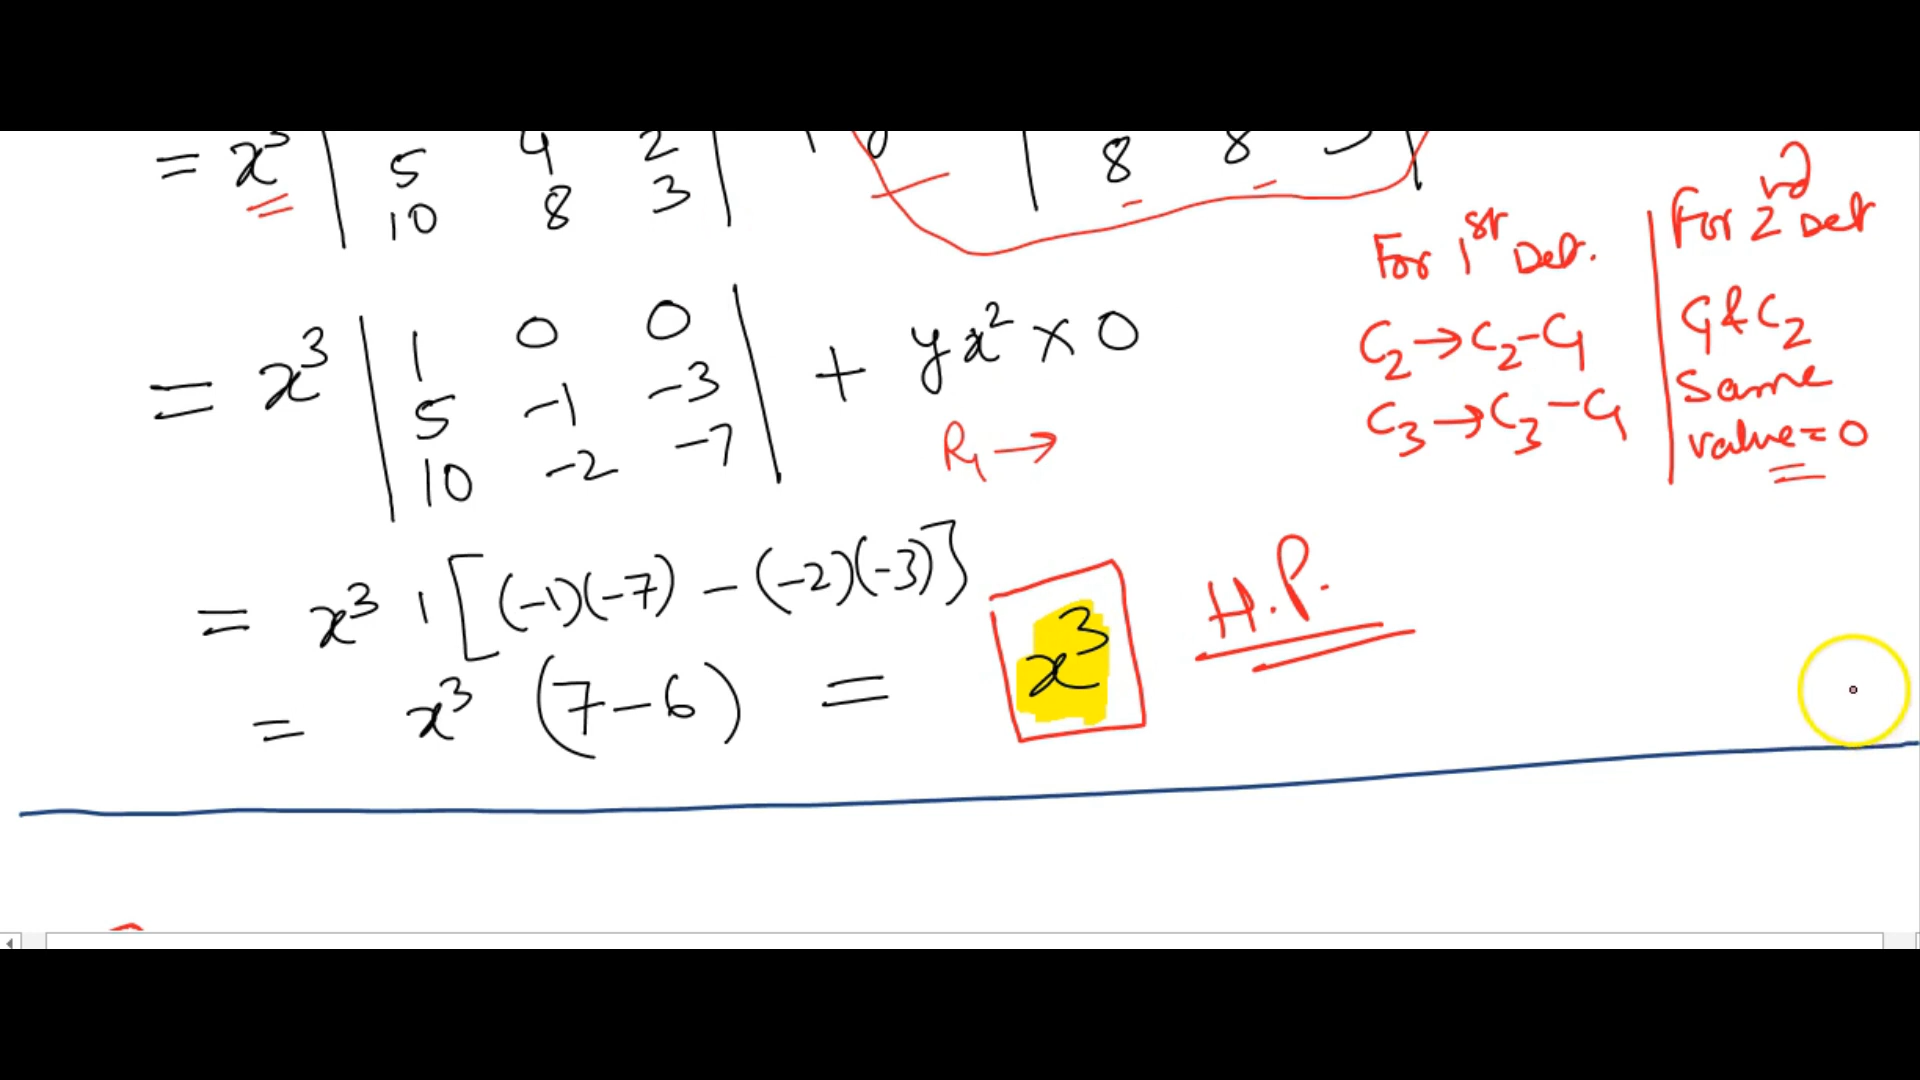 = x³ | 5 4 2 | | |
10 8 3 8 8 3
For 1st Det.
C₂ → C₂ - C₁
C₃ → C₃ - C₁
For 2nd Det
C₁ & C₂
Same
value = 0
= x³ | 1 0 0 | + yx² × 0
5 -1 -3
10 -2 -7
R₁ →
= x³ 1 [(-1)(-7) - (-2)(-3)]
= x³ (7-6) = x³
H.P.